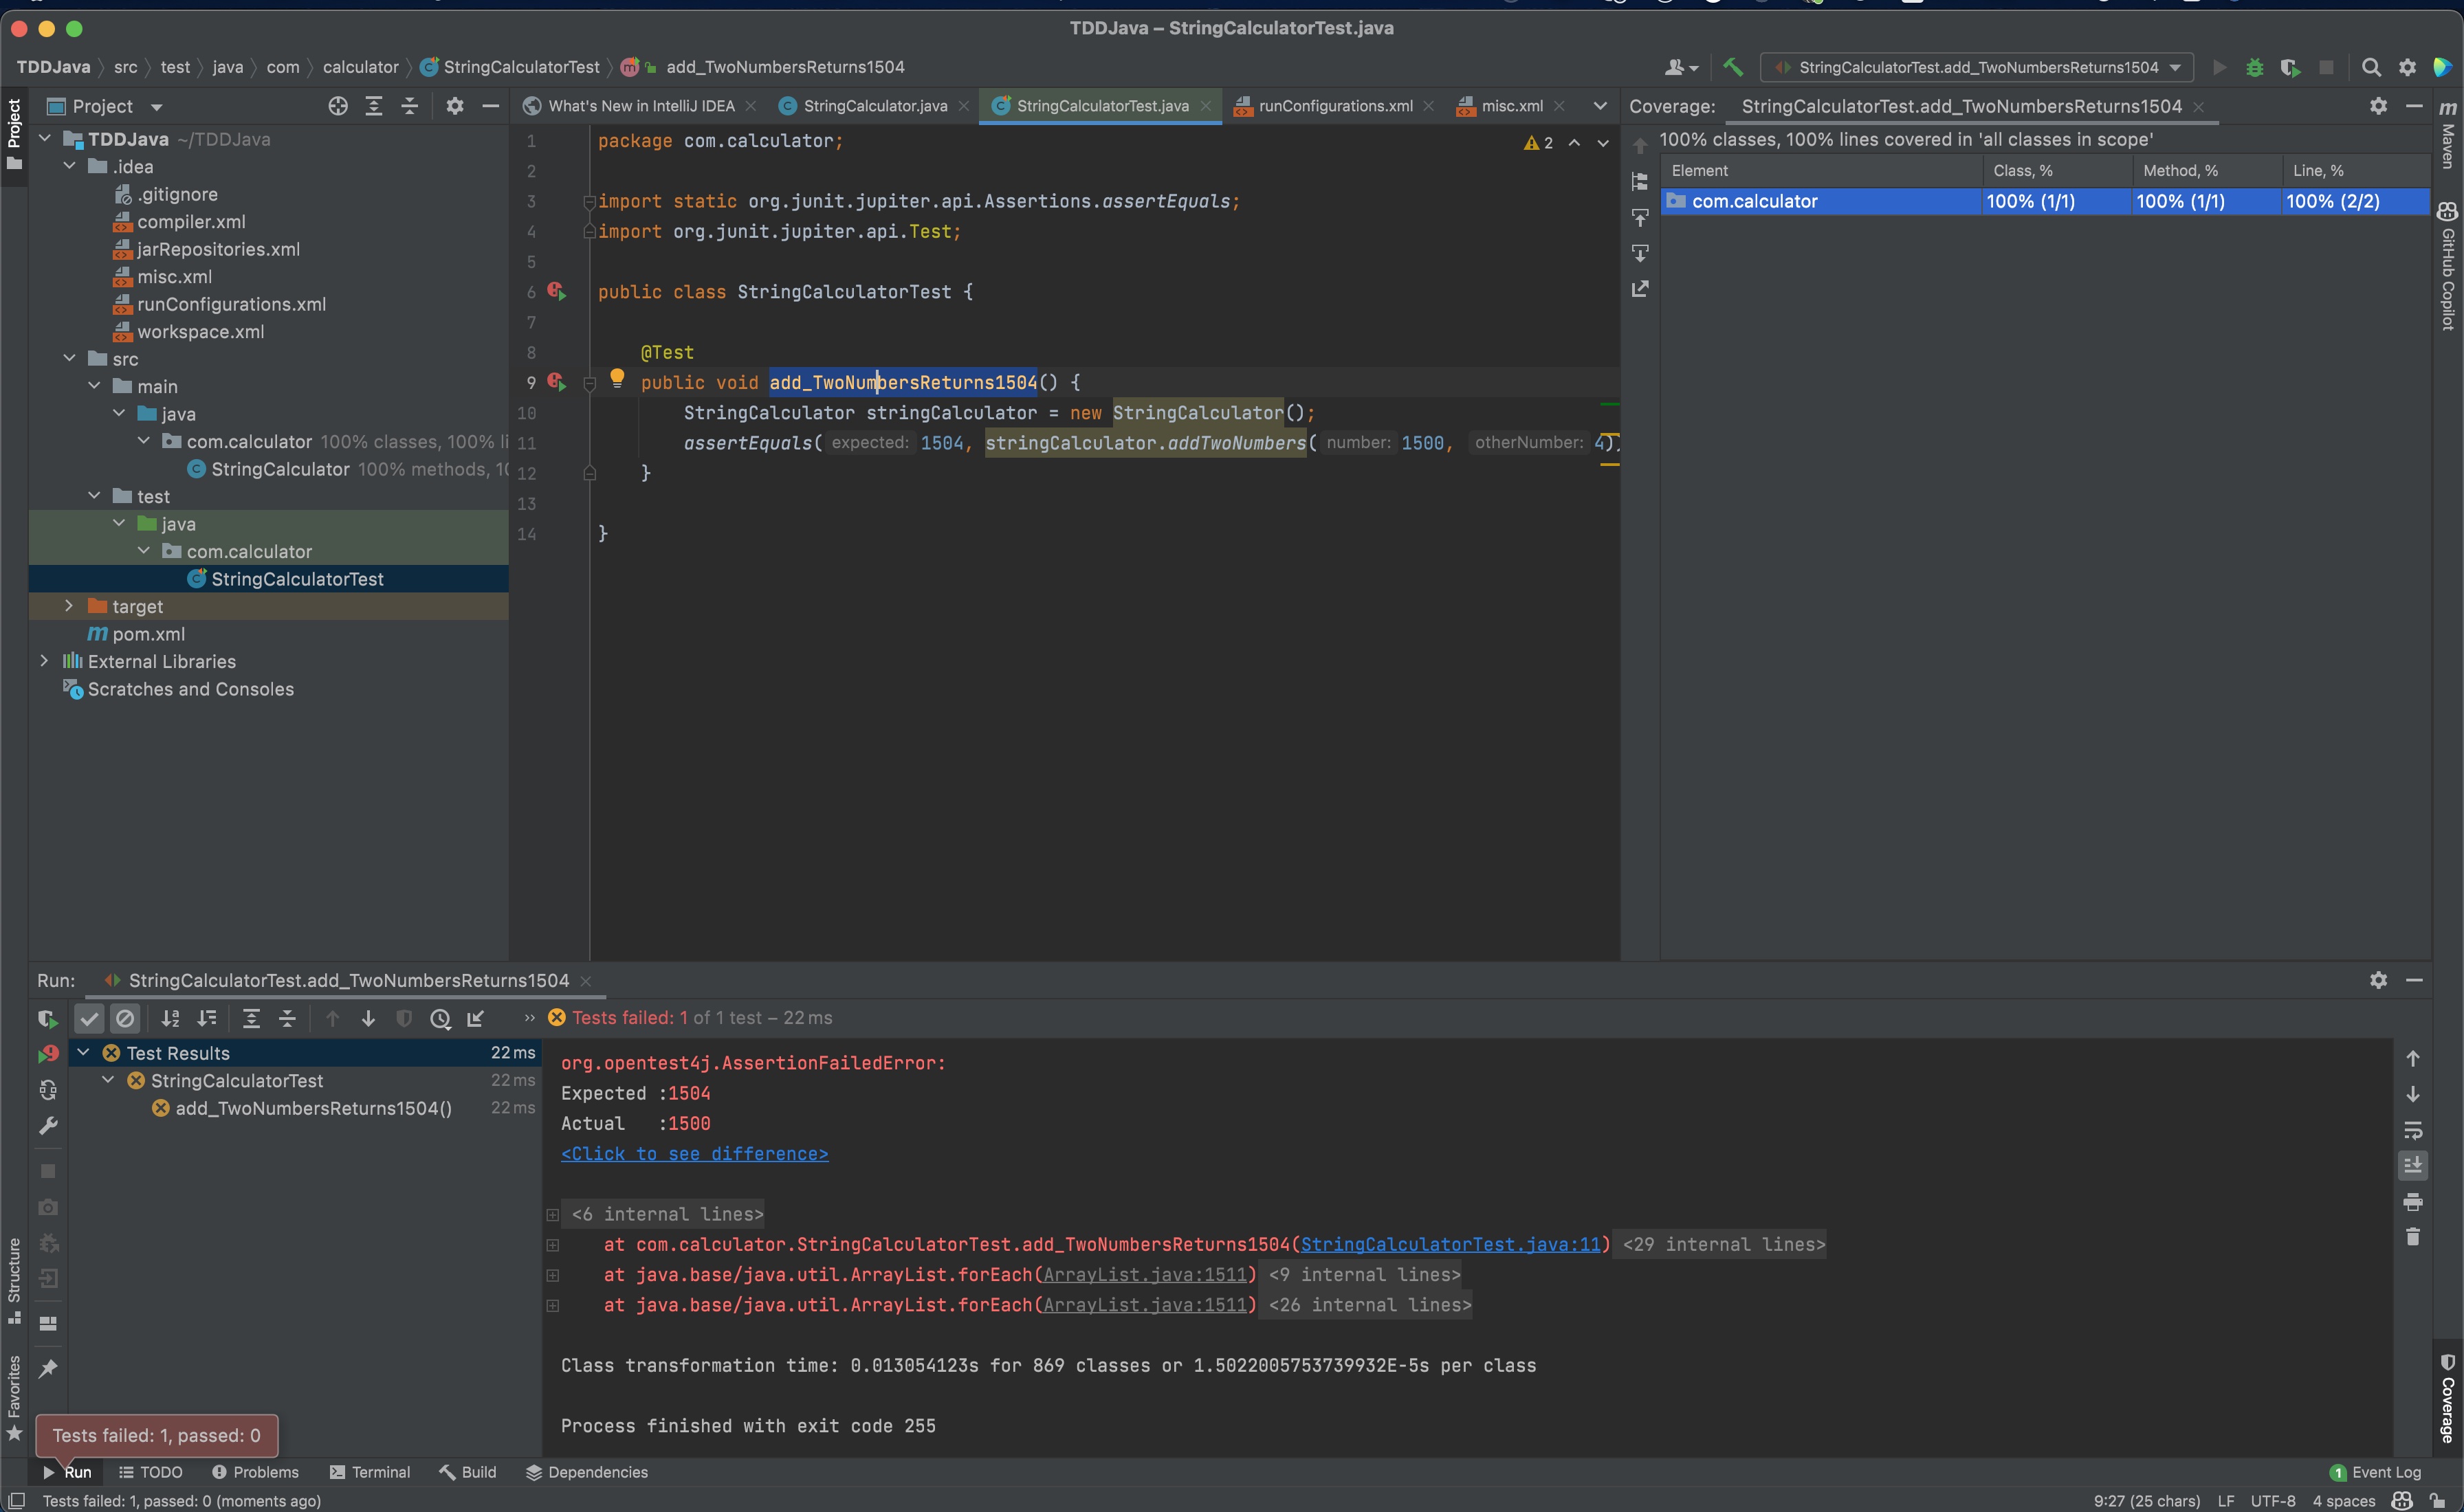 TDDJava – StringCalculatorTest.java
TDDJava src test java com calculator StringCalculatorTest m add_TwoNumbersReturns1504
StringCalculatorTest.add_TwoNumbersReturns1504
Project
Project
TDDJava ~/TDDJava
.idea
.gitignore
compiler.xml
jarRepositories.xml
misc.xml
runConfigurations.xml
workspace.xml
src
main
java
com.calculator 100% classes, 100% li
StringCalculator 100% methods, 10
test
java
com.calculator
StringCalculatorTest
target
pom.xml
External Libraries
Scratches and Consoles
What's New in IntelliJ IDEA
StringCalculator.java
StringCalculatorTest.java
runConfigurations.xml
misc.xml
2
1 package com.calculator;
2
3 import static org.junit.jupiter.api.Assertions.assertEquals;
4 import org.junit.jupiter.api.Test;
5
6 public class StringCalculatorTest {
7
8 @Test
9 public void add_TwoNumbersReturns1504() {
10 StringCalculator stringCalculator = new StringCalculator();
11 assertEquals( expected: 1504, stringCalculator.addTwoNumbers( number: 1500, otherNumber: 4))
12 }
13
14 }
Coverage: StringCalculatorTest.add_TwoNumbersReturns1504
100% classes, 100% lines covered in 'all classes in scope'
Element Class, % Method, % Line, %
com.calculator 100% (1/1) 100% (1/1) 100% (2/2)
Maven
GitHub Copilot
Run: StringCalculatorTest.add_TwoNumbersReturns1504
Tests failed: 1 of 1 test – 22 ms
Test Results 22 ms
StringCalculatorTest 22 ms
add_TwoNumbersReturns1504() 22 ms
org.opentest4j.AssertionFailedError:
Expected :1504
Actual :1500
<Click to see difference>
<6 internal lines>
at com.calculator.StringCalculatorTest.add_TwoNumbersReturns1504(StringCalculatorTest.java:11) <29 internal lines>
at java.base/java.util.ArrayList.forEach(ArrayList.java:1511) <9 internal lines>
at java.base/java.util.ArrayList.forEach(ArrayList.java:1511) <26 internal lines>
Class transformation time: 0.013054123s for 869 classes or 1.5022005753739932E-5s per class
Process finished with exit code 255
Structure
Favorites
Coverage
Tests failed: 1, passed: 0
Run TODO Problems Terminal Build Dependencies
1 Event Log
Tests failed: 1, passed: 0 (moments ago)
9:27 (25 chars) LF UTF-8 4 spaces